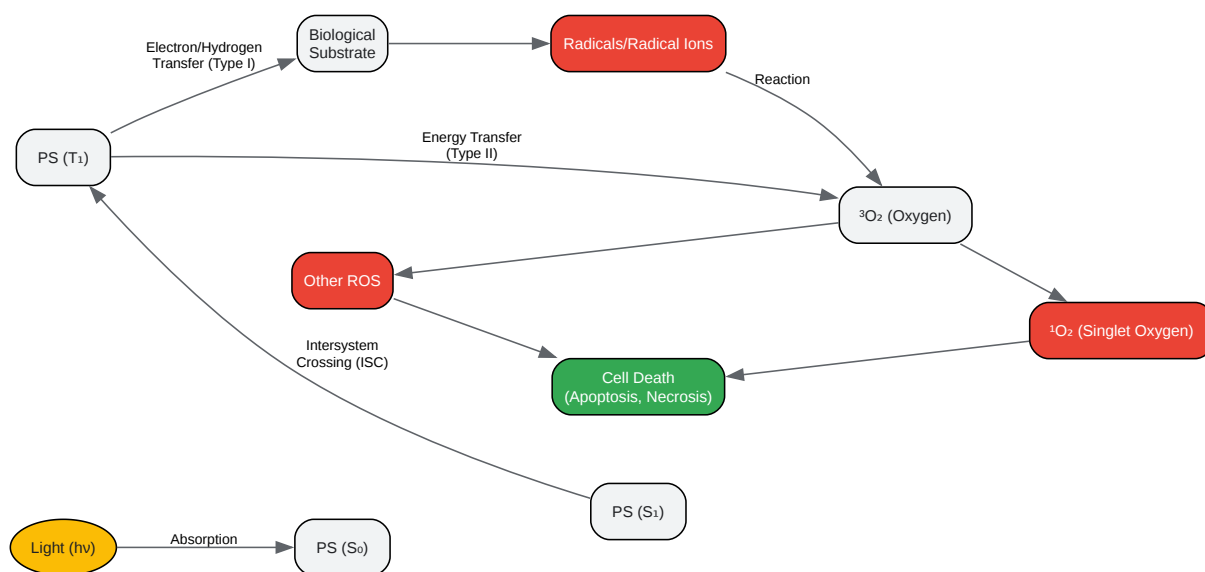 Biological
Substrate
Radicals/Radical Ions
Electron/Hydrogen
Transfer (Type I)
Reaction
Energy Transfer
(Type II)
PS (T₁)
³O₂ (Oxygen)
Other ROS
¹O₂ (Singlet Oxygen)
Intersystem
Crossing (ISC)
Cell Death
(Apoptosis, Necrosis)
PS (S₁)
Light (hν)
Absorption
PS (S₀)